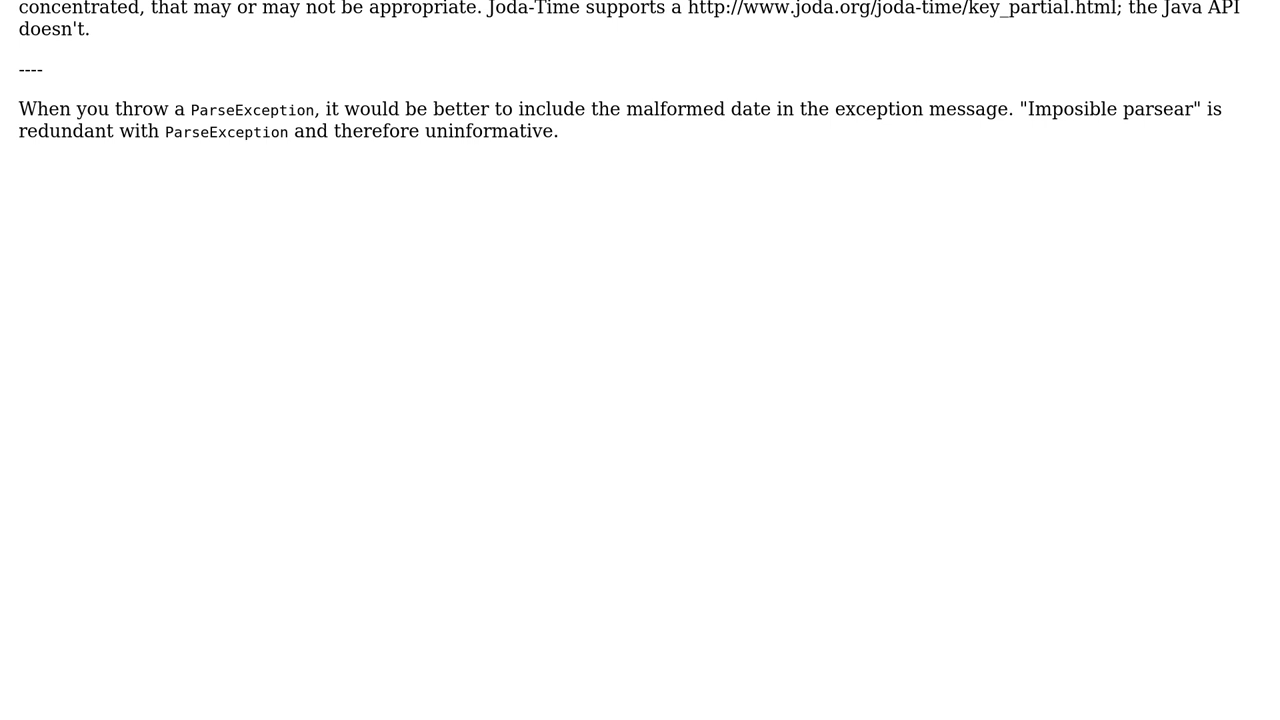 concentrated, that may or may not be appropriate. Joda-Time supports a http://www.joda.org/joda-time/key_partial.html; the Java API
doesn't.
----
When you throw a ParseException, it would be better to include the malformed date in the exception message. "Imposible parsear" is
redundant with ParseException and therefore uninformative.